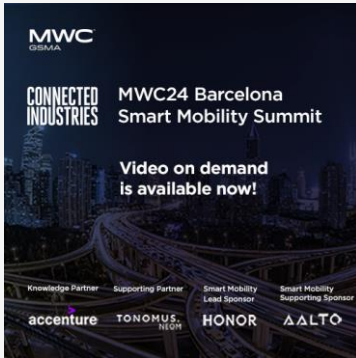 MWC
GSMA
CONNECTED
INDUSTRIES
MWC24 Barcelona
Smart Mobility Summit
Video on demand
is available now!
Knowledge Partner
Supporting Partner
Smart Mobility
Lead Sponsor
Smart Mobility
Supporting Sponsor
accenture
TONOMUS.
NEOM
HONOR
AALTO